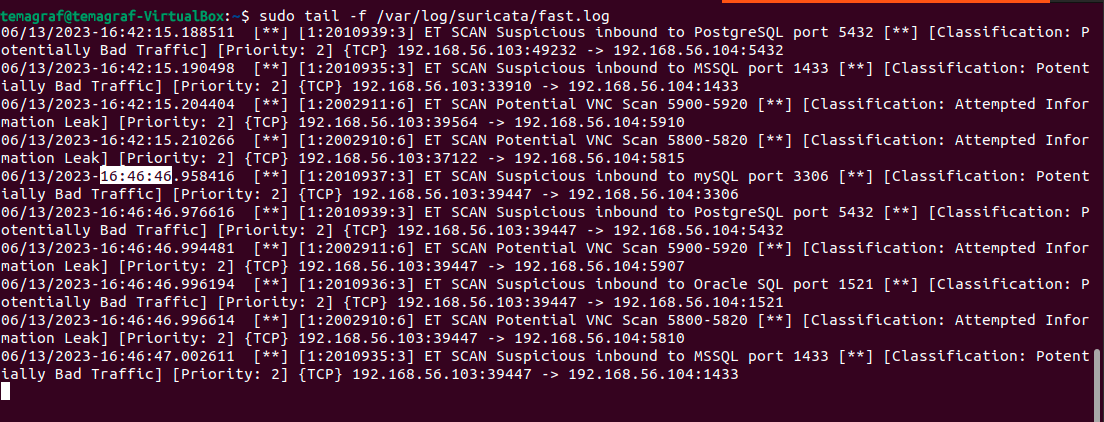 temagraf@temagraf-VirtualBox:~$ sudo tail -f /var/log/suricata/fast.log
06/13/2023-16:42:15.188511  [**] [1:2010939:3] ET SCAN Suspicious inbound to PostgreSQL port 5432 [**] [Classification: P
otentially Bad Traffic] [Priority: 2] {TCP} 192.168.56.103:49232 -> 192.168.56.104:5432
06/13/2023-16:42:15.190498  [**] [1:2010935:3] ET SCAN Suspicious inbound to MSSQL port 1433 [**] [Classification: Potent
ially Bad Traffic] [Priority: 2] {TCP} 192.168.56.103:33910 -> 192.168.56.104:1433
06/13/2023-16:42:15.204404  [**] [1:2002911:6] ET SCAN Potential VNC Scan 5900-5920 [**] [Classification: Attempted Infor
mation Leak] [Priority: 2] {TCP} 192.168.56.103:39564 -> 192.168.56.104:5910
06/13/2023-16:42:15.210266  [**] [1:2002910:6] ET SCAN Potential VNC Scan 5800-5820 [**] [Classification: Attempted Infor
mation Leak] [Priority: 2] {TCP} 192.168.56.103:37122 -> 192.168.56.104:5815
06/13/2023-16:46:46.958416  [**] [1:2010937:3] ET SCAN Suspicious inbound to mySQL port 3306 [**] [Classification: Potent
ially Bad Traffic] [Priority: 2] {TCP} 192.168.56.103:39447 -> 192.168.56.104:3306
06/13/2023-16:46:46.976616  [**] [1:2010939:3] ET SCAN Suspicious inbound to PostgreSQL port 5432 [**] [Classification: P
otentially Bad Traffic] [Priority: 2] {TCP} 192.168.56.103:39447 -> 192.168.56.104:5432
06/13/2023-16:46:46.994481  [**] [1:2002911:6] ET SCAN Potential VNC Scan 5900-5920 [**] [Classification: Attempted Infor
mation Leak] [Priority: 2] {TCP} 192.168.56.103:39447 -> 192.168.56.104:5907
06/13/2023-16:46:46.996194  [**] [1:2010936:3] ET SCAN Suspicious inbound to Oracle SQL port 1521 [**] [Classification: P
otentially Bad Traffic] [Priority: 2] {TCP} 192.168.56.103:39447 -> 192.168.56.104:1521
06/13/2023-16:46:46.996614  [**] [1:2002910:6] ET SCAN Potential VNC Scan 5800-5820 [**] [Classification: Attempted Infor
mation Leak] [Priority: 2] {TCP} 192.168.56.103:39447 -> 192.168.56.104:5810
06/13/2023-16:46:47.002611  [**] [1:2010935:3] ET SCAN Suspicious inbound to MSSQL port 1433 [**] [Classification: Potent
ially Bad Traffic] [Priority: 2] {TCP} 192.168.56.103:39447 -> 192.168.56.104:1433